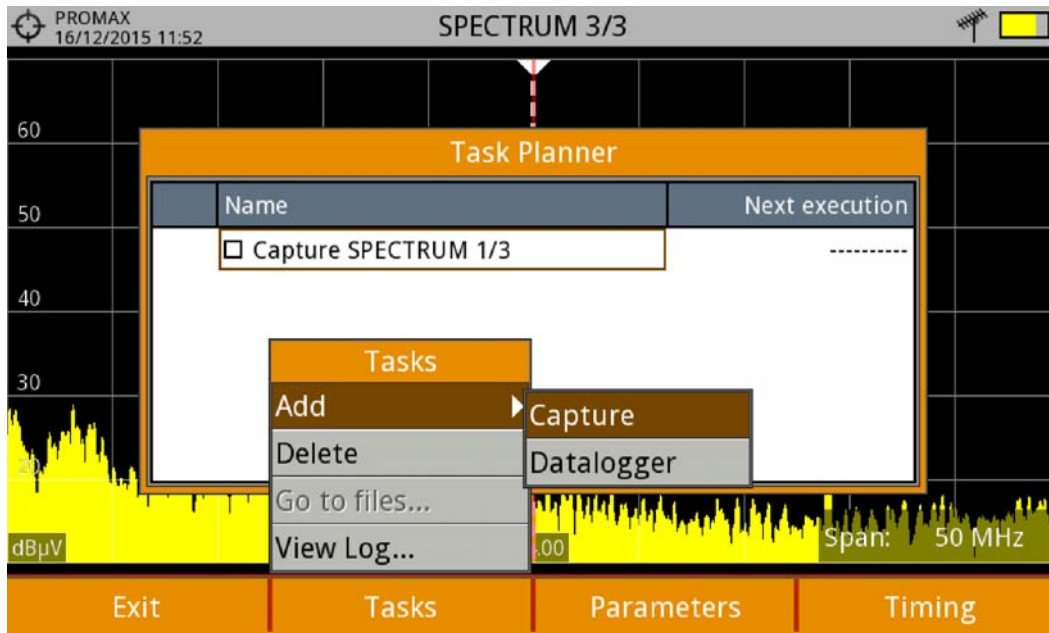 PROMAX
16/12/2015 11:52
SPECTRUM 3/3
60
Task Planner
Name
Next execution
50
Capture SPECTRUM 1/3
----------
40
Tasks
30
Add
Capture
Delete
Datalogger
20
Go to files...
View Log...
dBµV
.00
Span: 50 MHz
Exit
Tasks
Parameters
Timing